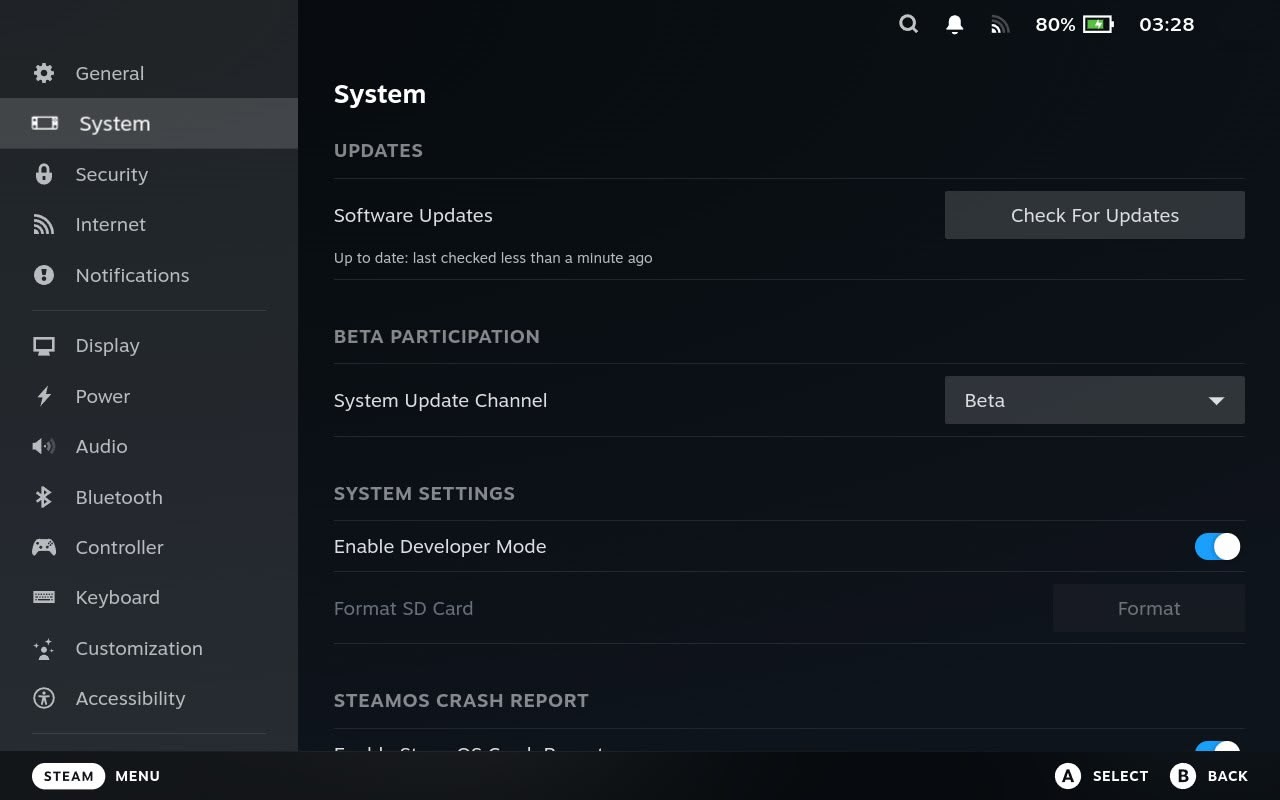 80% 03:28
General
System
Security
Internet
Notifications
Display
Power
Audio
Bluetooth
Controller
Keyboard
Customization
Accessibility
System
UPDATES
Software Updates
Check For Updates
Up to date: last checked less than a minute ago
BETA PARTICIPATION
System Update Channel
Beta
SYSTEM SETTINGS
Enable Developer Mode
Format SD Card
Format
STEAMOS CRASH REPORT
STEAM MENU
A SELECT B BACK